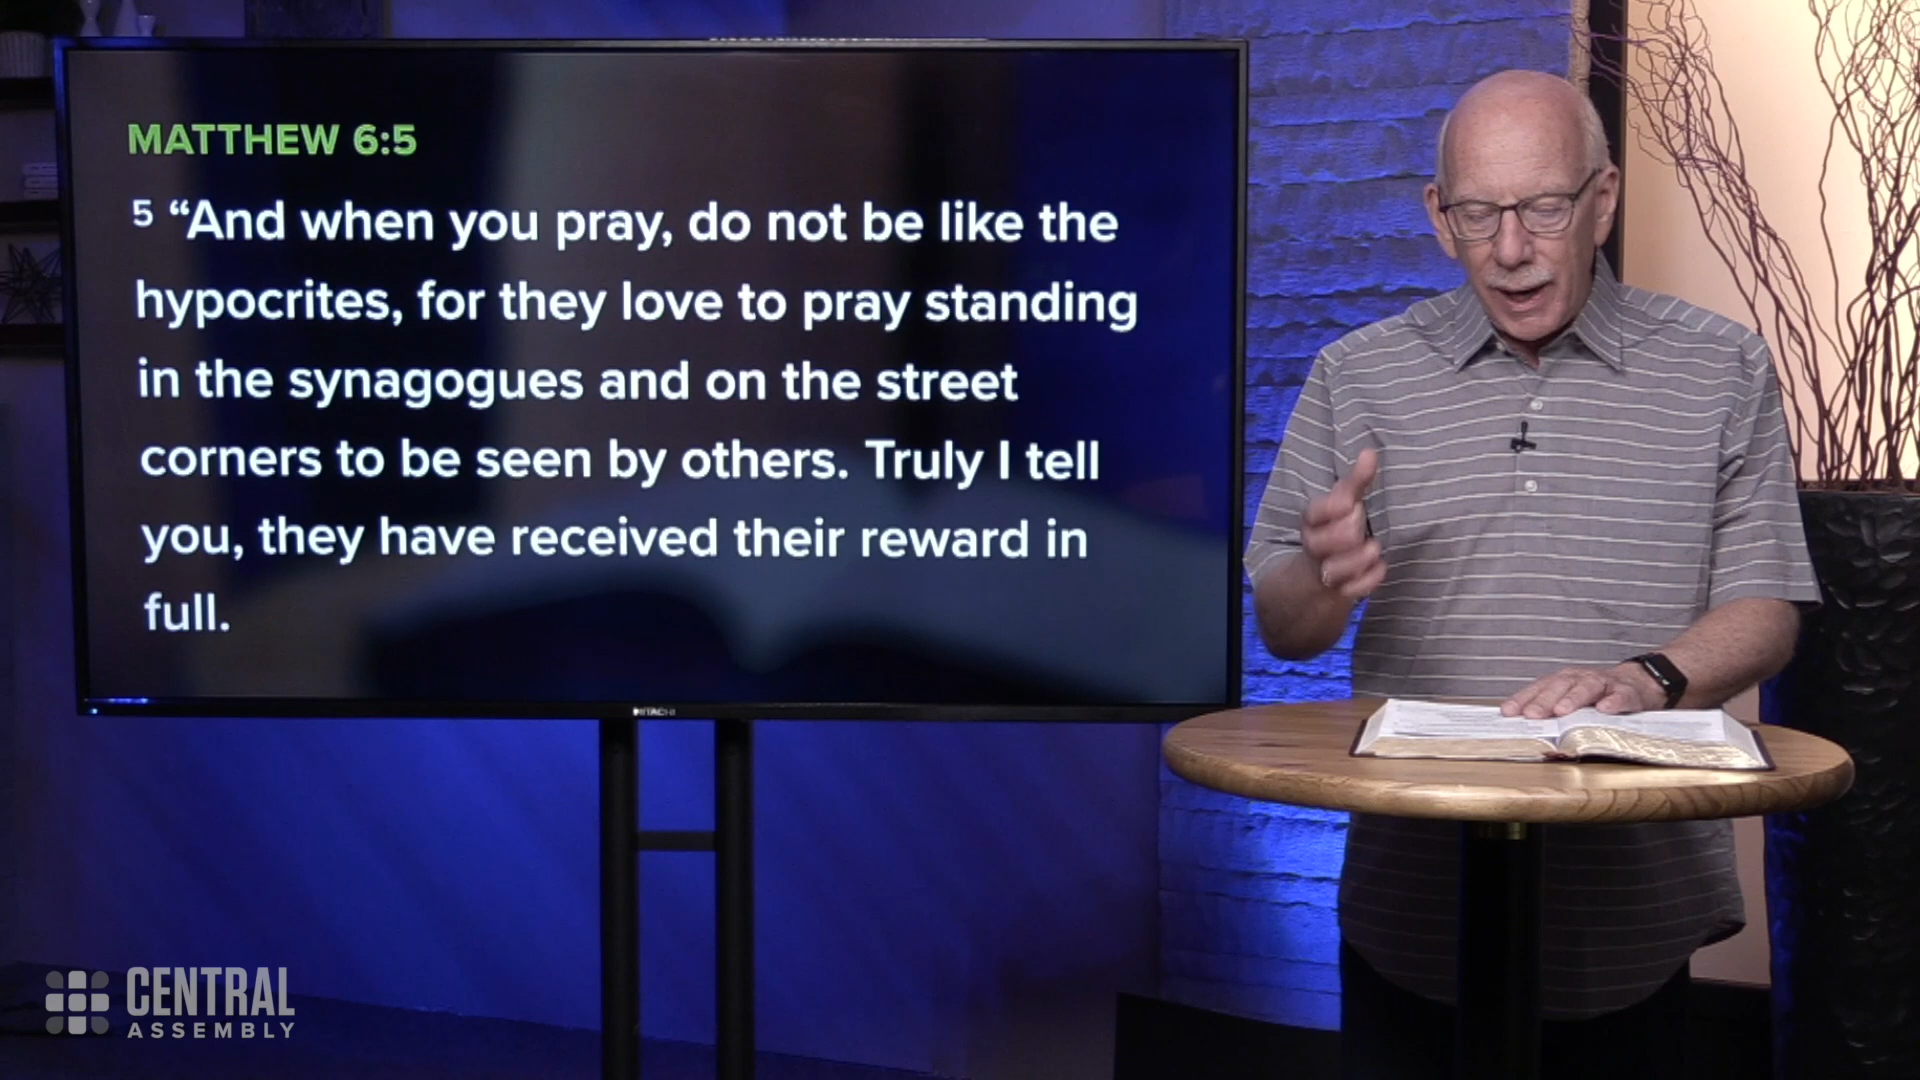 MATTHEW 6:5
5 “And when you pray, do not be like the
hypocrites, for they love to pray standing
in the synagogues and on the street
corners to be seen by others. Truly I tell
you, they have received their reward in
full.
HITACHI
CENTRAL
ASSEMBLY